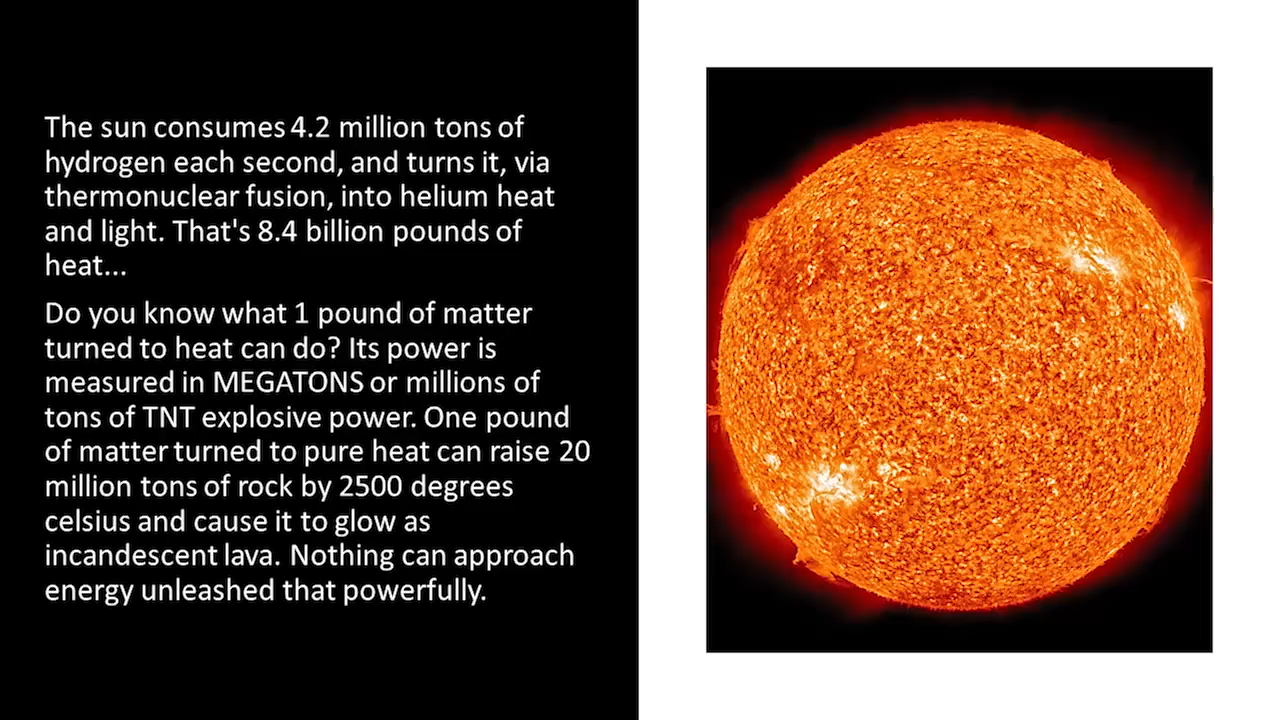 The sun consumes 4.2 million tons of
hydrogen each second, and turns it, via
thermonuclear fusion, into helium heat
and light. That's 8.4 billion pounds of
heat...
Do you know what 1 pound of matter
turned to heat can do? Its power is
measured in MEGATONS or millions of
tons of TNT explosive power. One pound
of matter turned to pure heat can raise 20
million tons of rock by 2500 degrees
celsius and cause it to glow as
incandescent lava. Nothing can approach
energy unleashed that powerfully.